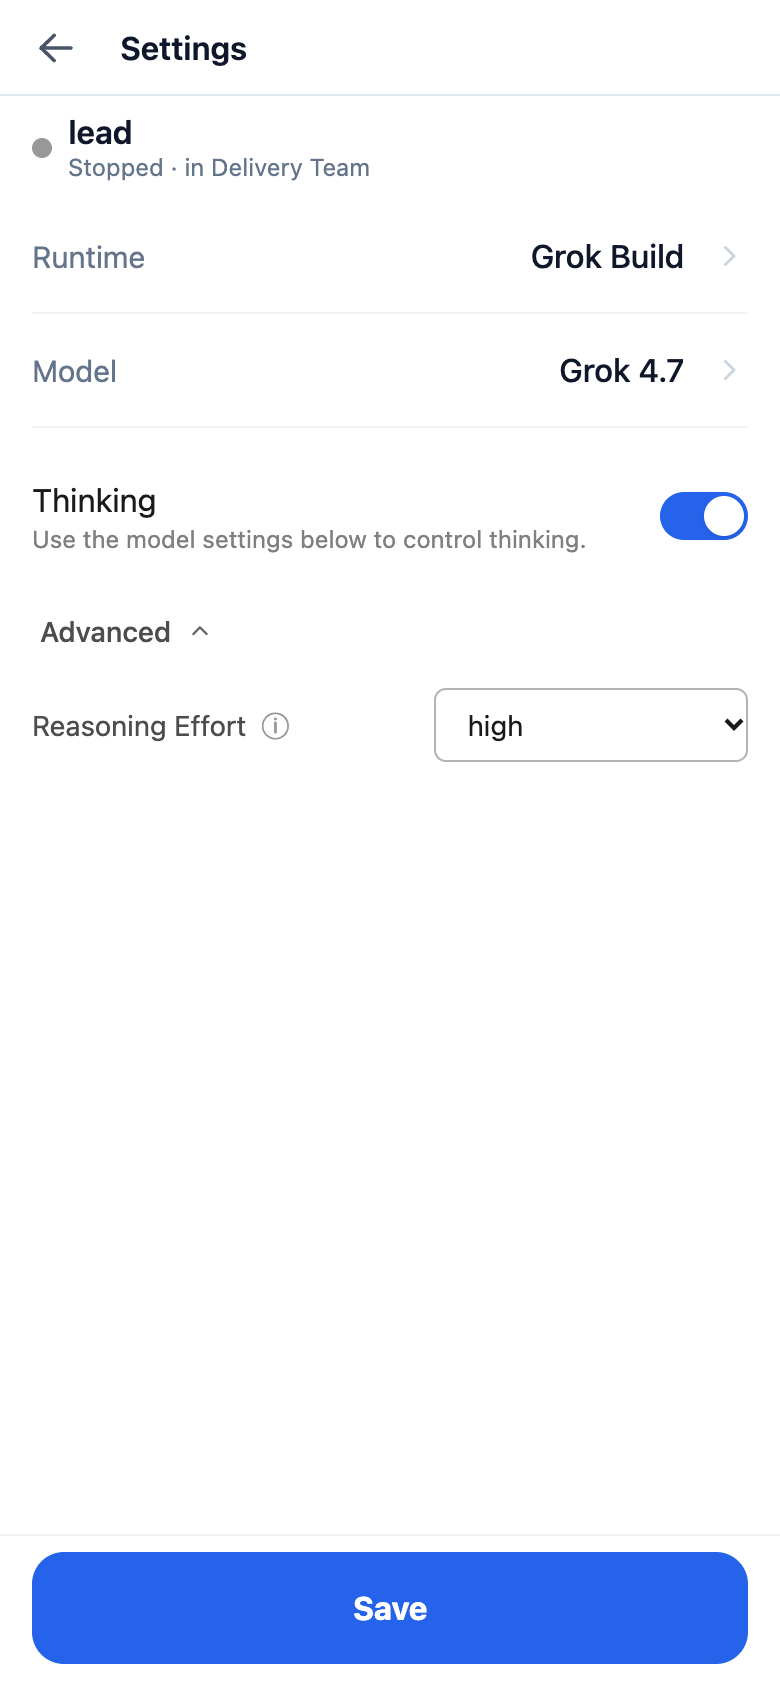 Settings
lead
Stopped · in Delivery Team
Runtime
Grok Build
Model
Grok 4.7
Thinking
Use the model settings below to control thinking.
Advanced
Reasoning Effort
high
Save